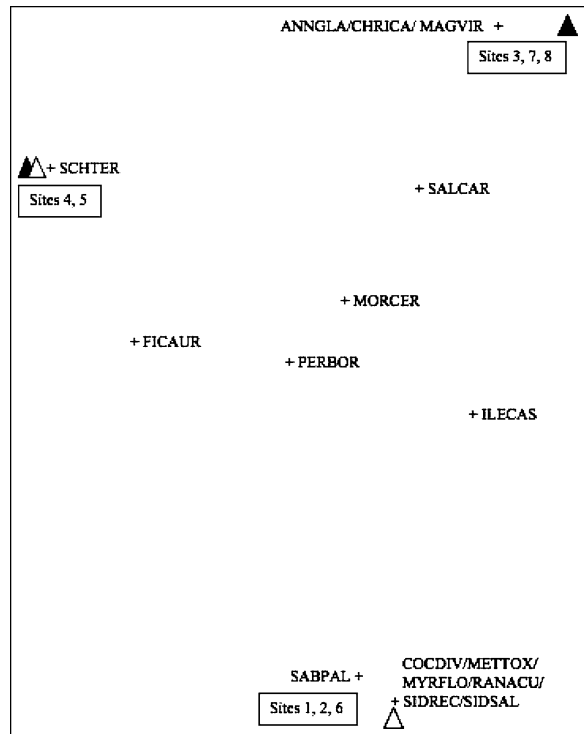 ANNGLA/CHRICA/ MAGVIR +
Sites 3, 7, 8
+ SCHTER
Sites 4, 5
+ SALCAR
+ MORCER
+ FICAUR
+ PERBOR
+ ILECAS
COCDIV/METTOX/
SABPAL +
MYRFLO/RANACU/
+ SIDREC/SIDSAL
Sites 1, 2, 6